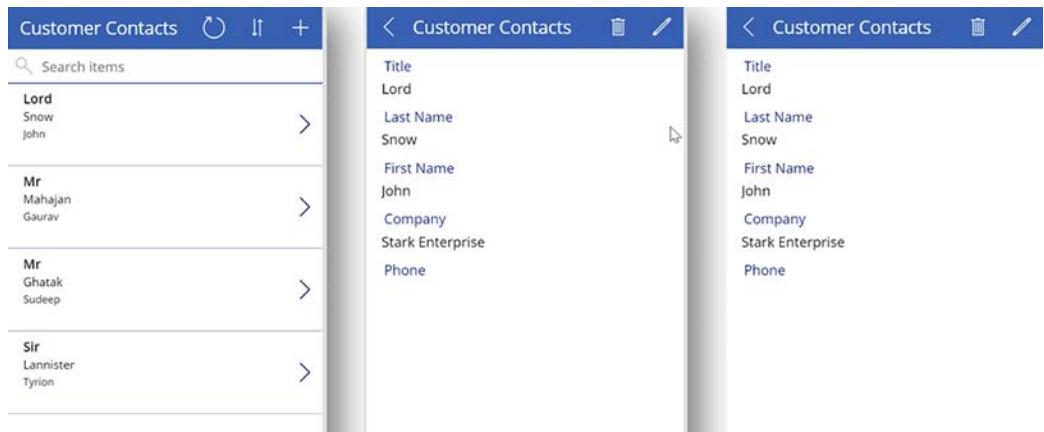 Customer Contacts
Search items
Lord
Snow
John
Mr
Mahajan
Gaurav
Mr
Ghatak
Sudeep
Sir
Lannister
Tyrion
Customer Contacts
Title
Lord
Last Name
Snow
First Name
John
Company
Stark Enterprise
Phone
Customer Contacts
Title
Lord
Last Name
Snow
First Name
John
Company
Stark Enterprise
Phone